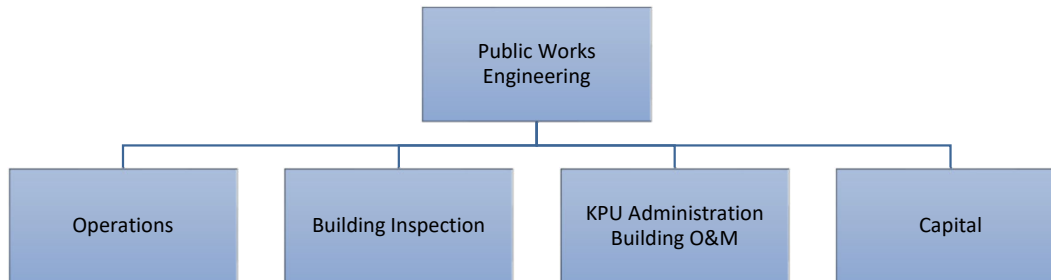 Public Works
Engineering
Operations
Building Inspection
KPU Administration
Building O&M
Capital